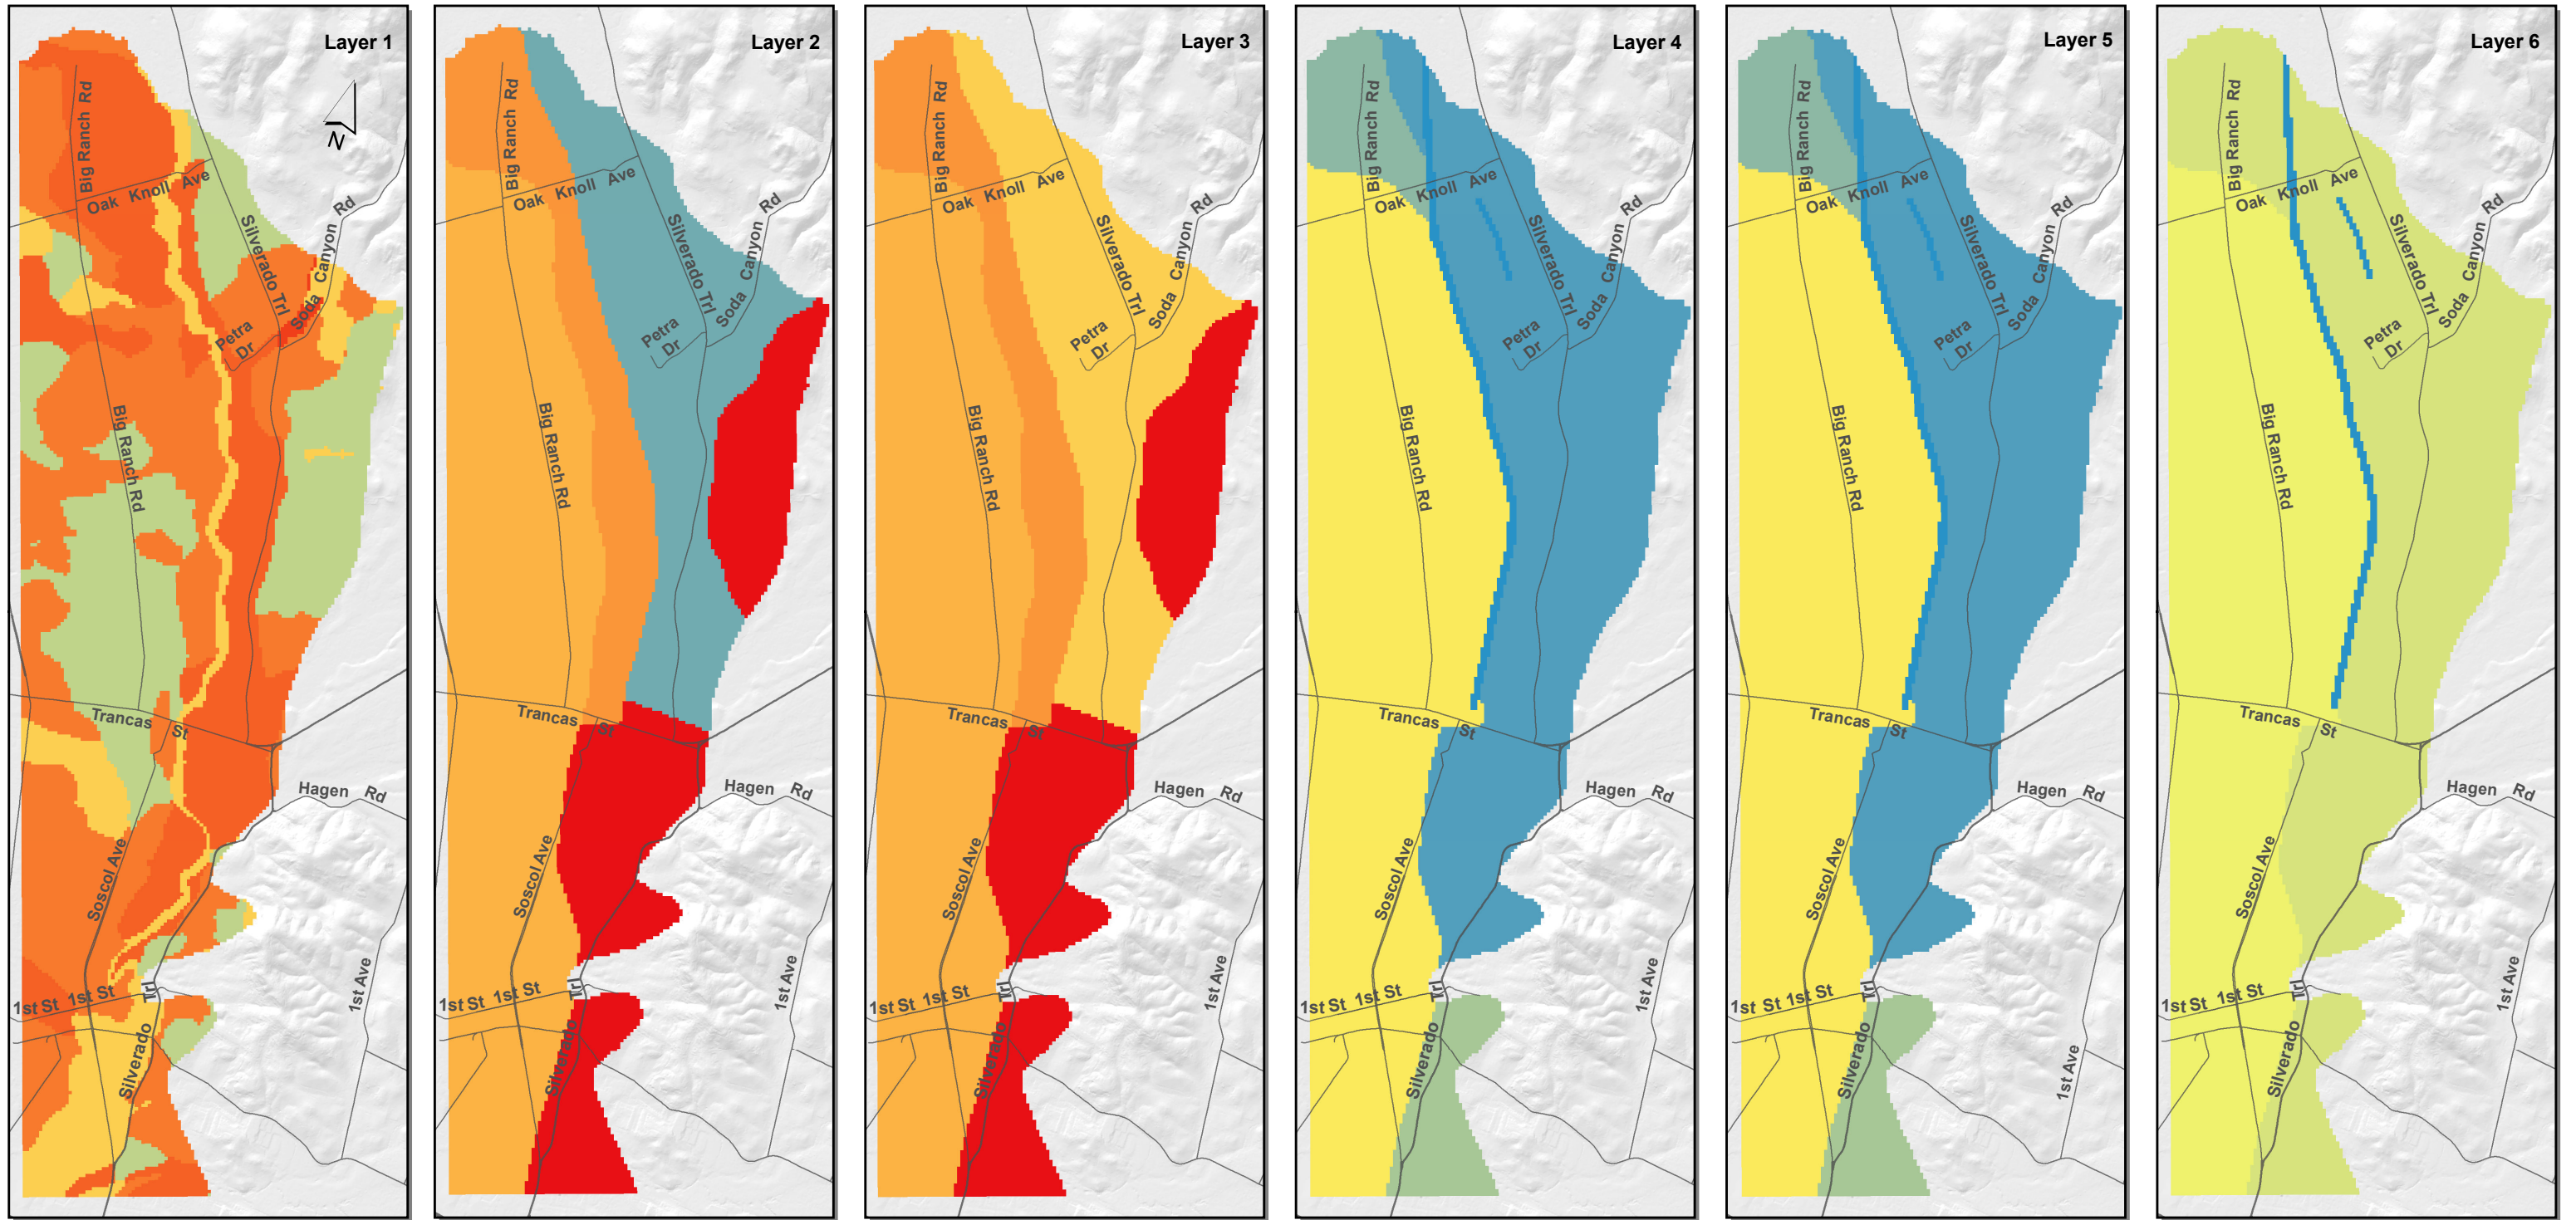 Layer 1
N
Big Ranch Rd
Oak Knoll Ave
Silverado Trl
Soda Canyon Rd
Petra
Dr
Big Ranch Rd
Trancas St
Hagen Rd
Soscol Ave
1st St 1st St
Trl
Silverado
1st Ave
Layer 2
Big Ranch Rd
Oak Knoll Ave
Silverado Trl
Soda Canyon Rd
Petra
Dr
Big Ranch Rd
Trancas St
Hagen Rd
Soscol Ave
1st St 1st St
Trl
Silverado
1st Ave
Layer 3
Big Ranch Rd
Oak Knoll Ave
Silverado Trl
Soda Canyon Rd
Petra
Dr
Big Ranch Rd
Trancas St
Hagen Rd
Soscol Ave
1st St 1st St
Trl
Silverado
1st Ave
Layer 4
Big Ranch Rd
Oak Knoll Ave
Silverado Trl
Soda Canyon Rd
Petra
Dr
Big Ranch Rd
Trancas St
Hagen Rd
Soscol Ave
1st St 1st St
Trl
Silverado
1st Ave
Layer 5
Big Ranch Rd
Oak Knoll Ave
Silverado Trl
Soda Canyon Rd
Petra
Dr
Big Ranch Rd
Trancas St
Hagen Rd
Soscol Ave
1st St 1st St
Trl
Silverado
1st Ave
Layer 6
Big Ranch Rd
Oak Knoll Ave
Silverado Trl
Soda Canyon Rd
Petra
Dr
Big Ranch Rd
Trancas St
Hagen Rd
Soscol Ave
1st St 1st St
Trl
Silverado
1st Ave